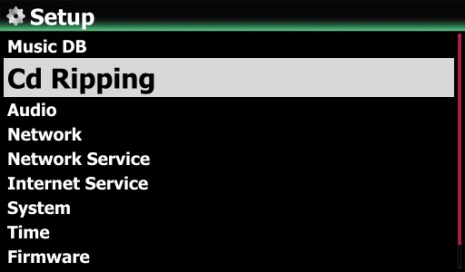 Setup
Music DB
Cd Ripping
Audio
Network
Network Service
Internet Service
System
Time
Firmware